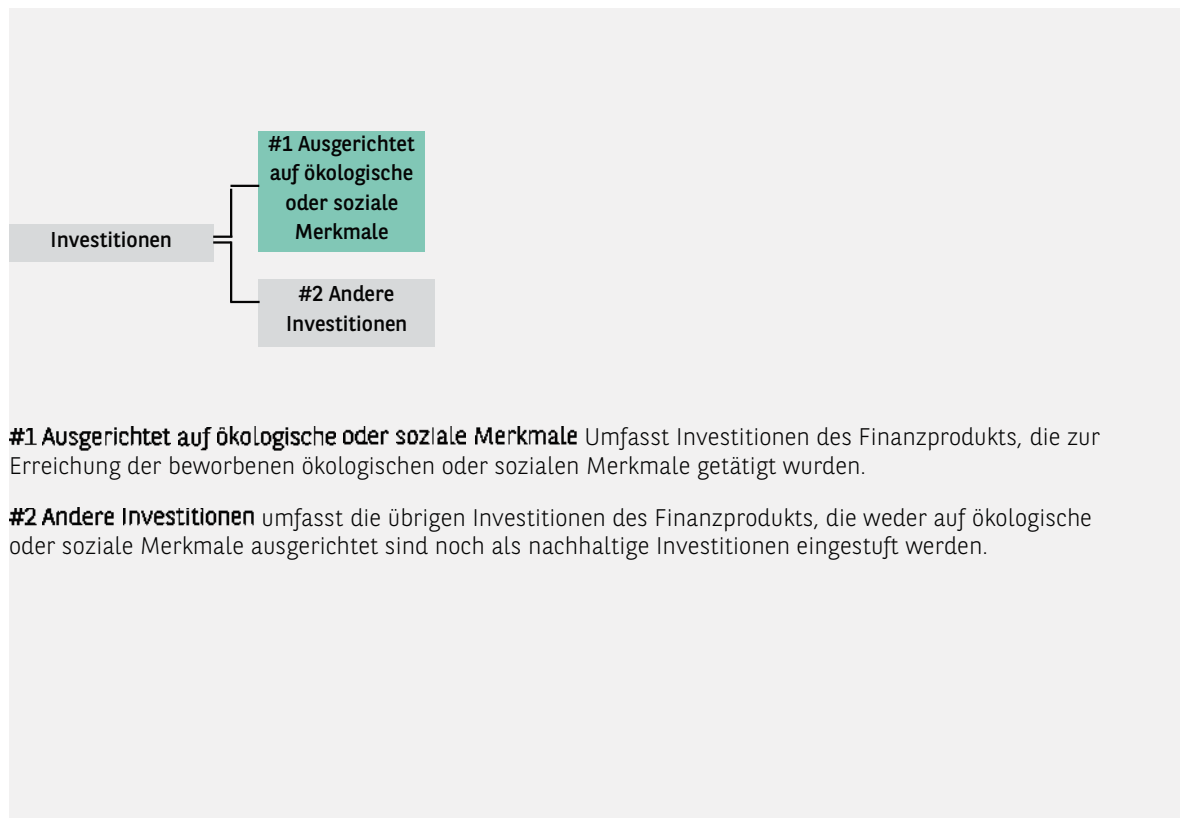 #1 Ausgerichtet
auf ökologische
oder soziale
Merkmale
Investitionen
#2 Andere
Investitionen
#1 Ausgerichtet auf ökologische oder soziale Merkmale Umfasst Investitionen des Finanzprodukts, die zur
Erreichung der beworbenen ökologischen oder sozialen Merkmale getätigt wurden.
#2 Andere Investitionen umfasst die übrigen Investitionen des Finanzprodukts, die weder auf ökologische
oder soziale Merkmale ausgerichtet sind noch als nachhaltige Investitionen eingestuft werden.